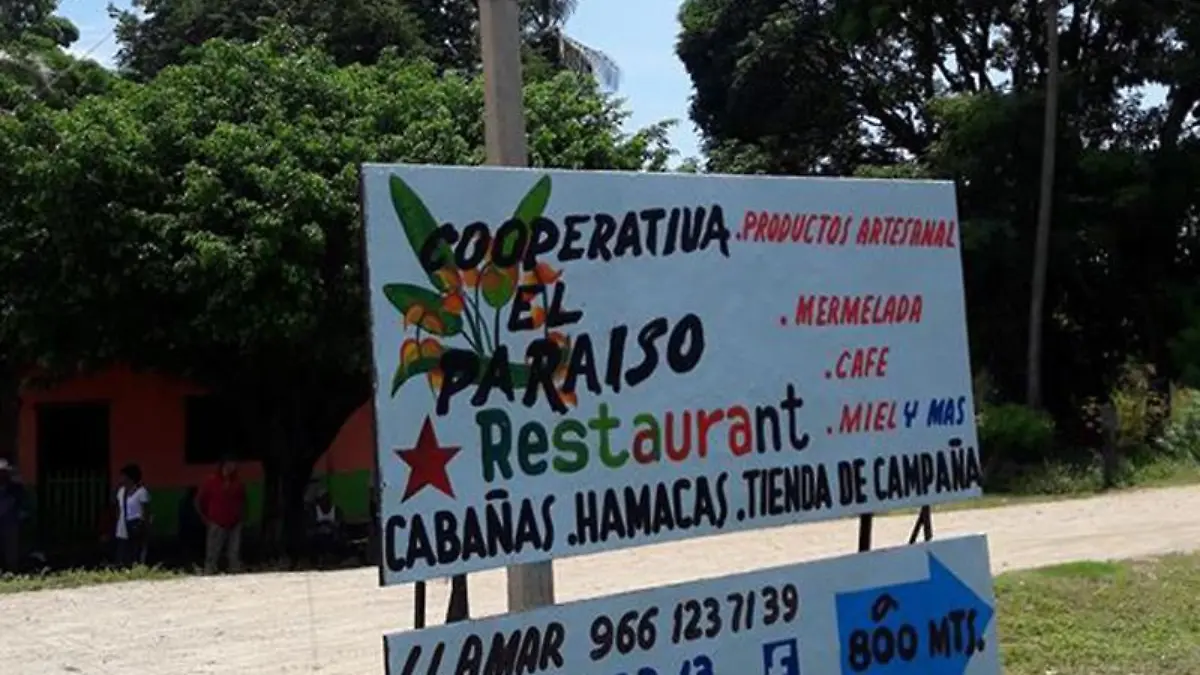 COOPERATIVA
EL
PARAISO
Restaurant
.PRODUCTOS ARTESANAL
.MERMELADA
.CAFE
.MIEL Y MAS
CABAÑAS .HAMACAS .TIENDA DE CAMPAÑA
LLAMAR 966 123 71 39
a
800 MTS.